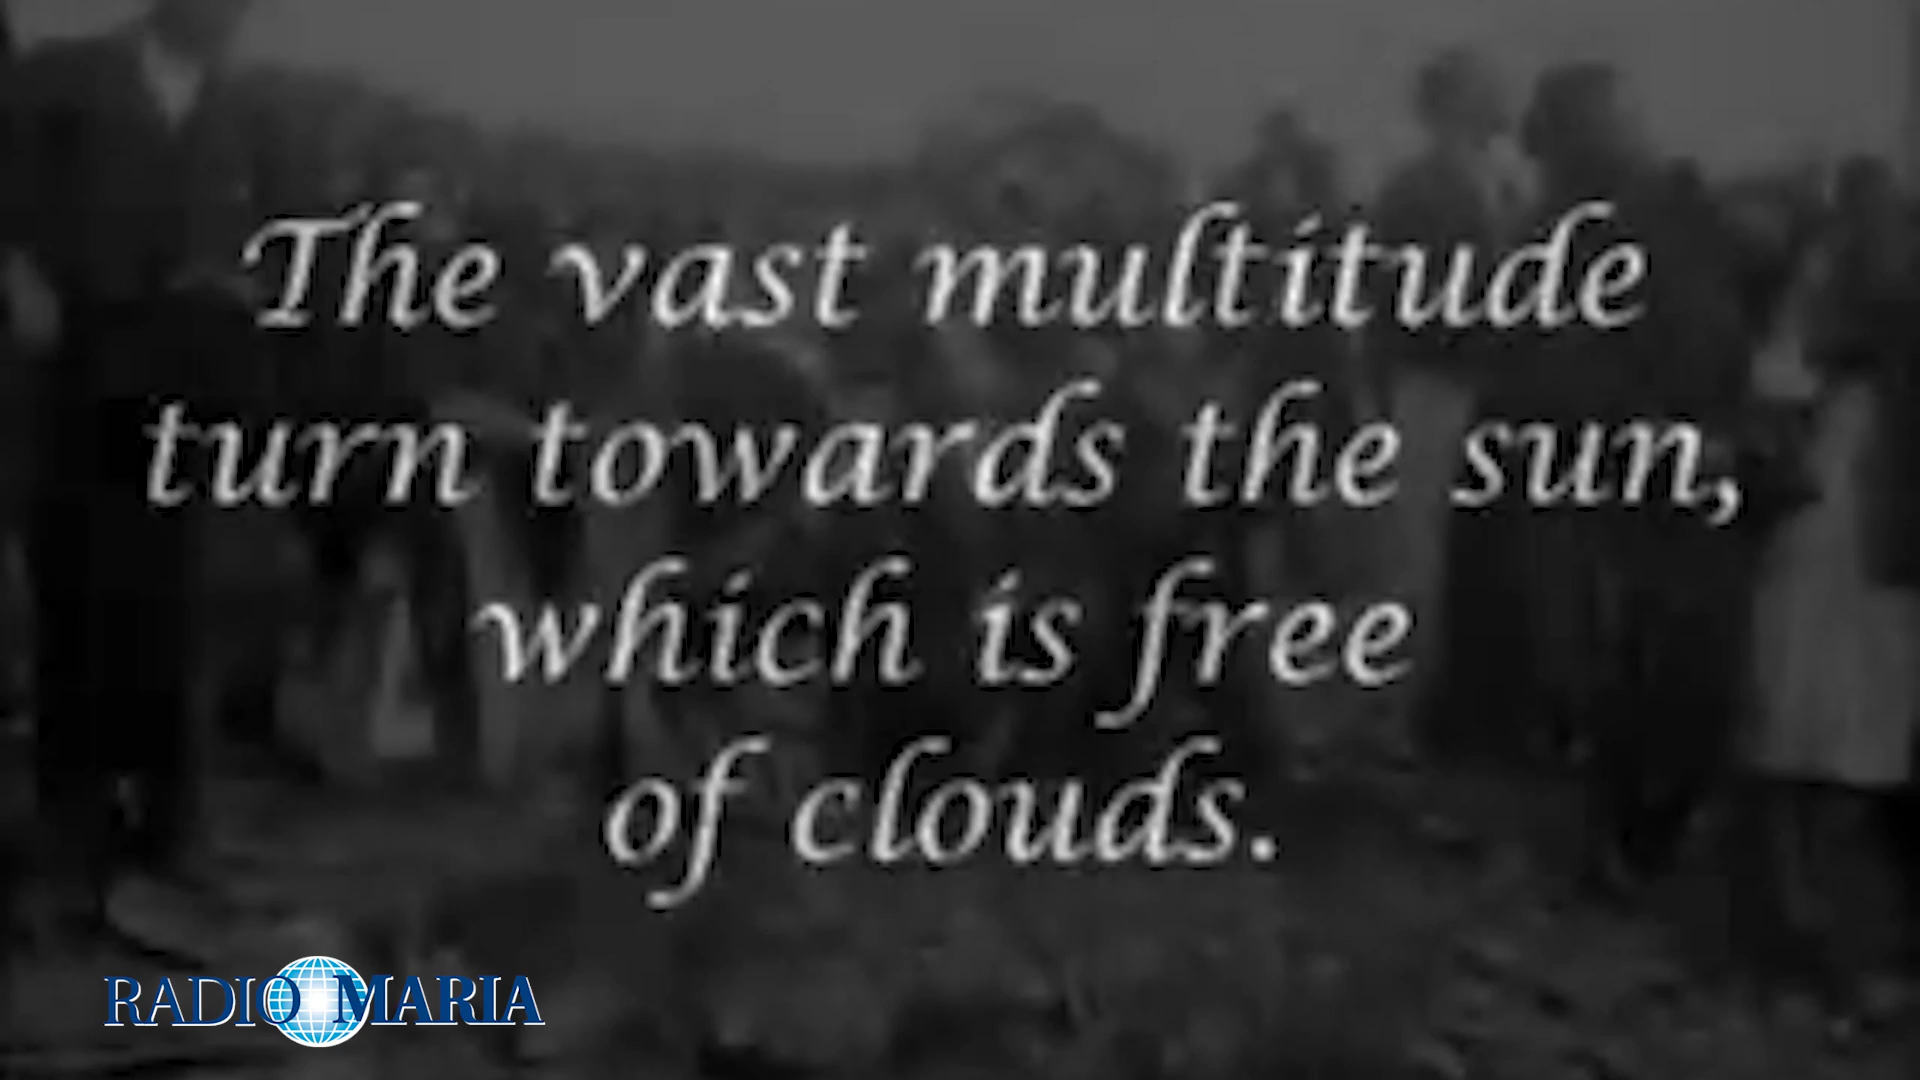 The vast multitude
turn towards the sun,
which is free
of clouds.
RADIO MARIA